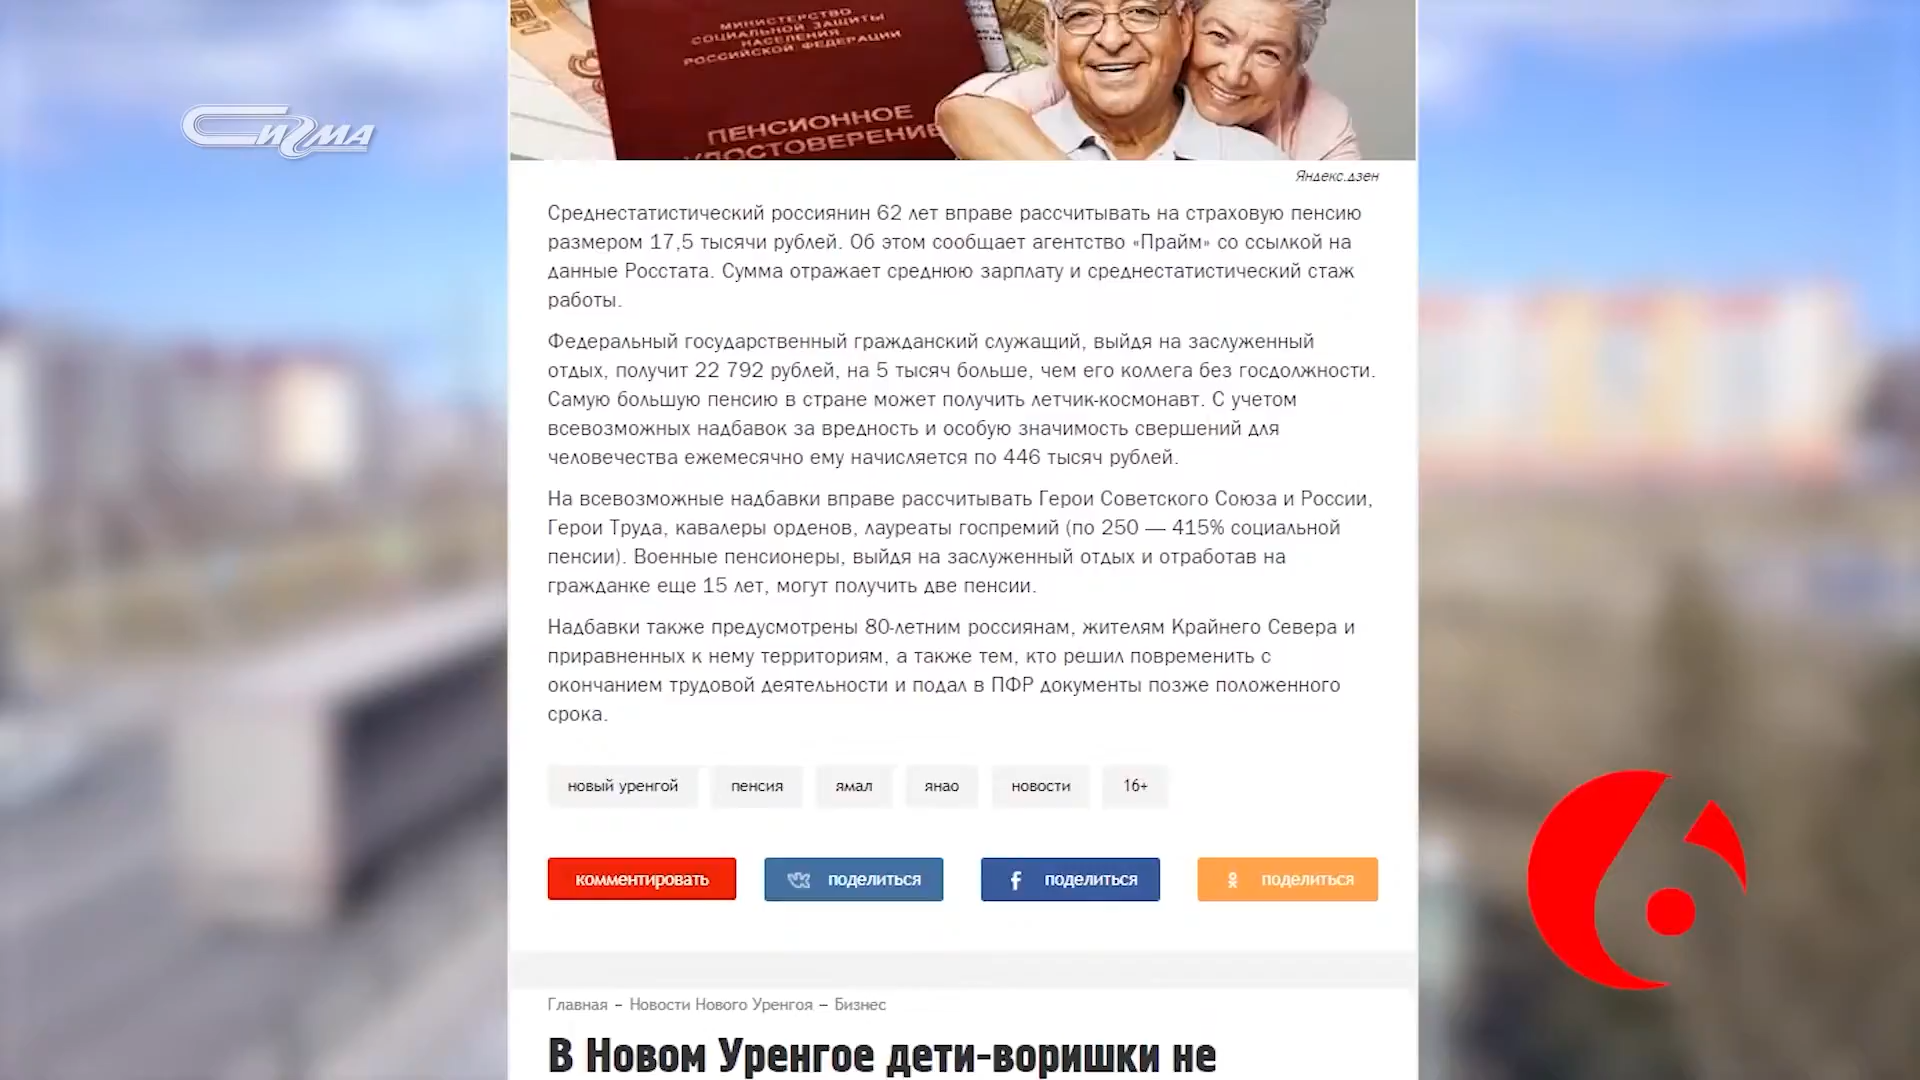 МИНИСТЕРСТВО
СОЦИАЛЬНОЙ ЗАЩИТЫ
НАСЕЛЕНИЯ
РОССИЙСКОЙ ФЕДЕРАЦИИ
ПЕНСИОННОЕ
УДОСТОВЕРЕНИЕ
СИГМА
Яндекс.дзен
Среднестатистический россиянин 62 лет вправе рассчитывать на страховую пенсию
размером 17,5 тысячи рублей. Об этом сообщает агентство «Прайм» со ссылкой на
данные Росстата. Сумма отражает среднюю зарплату и среднестатистический стаж
работы.
Федеральный государственный гражданский служащий, выйдя на заслуженный
отдых, получит 22 792 рублей, на 5 тысяч больше, чем его коллега без госдолжности.
Самую большую пенсию в стране может получить летчик-космонавт. С учетом
всевозможных надбавок за вредность и особую значимость свершений для
человечества ежемесячно ему начисляется по 446 тысяч рублей.
На всевозможные надбавки вправе рассчитывать Герои Советского Союза и России,
Герои Труда, кавалеры орденов, лауреаты госпремий (по 250 — 415% социальной
пенсии). Военные пенсионеры, выйдя на заслуженный отдых и отработав на
гражданке еще 15 лет, могут получить две пенсии.
Надбавки также предусмотрены 80-летним россиянам, жителям Крайнего Севера и
приравненных к нему территориям, а также тем, кто решил повременить с
окончанием трудовой деятельности и подал в ПФР документы позже положенного
срока.
новый уренгой пенсия ямал янао новости 16+
комментировать поделиться поделиться поделиться
Главная – Новости Нового Уренгоя – Бизнес
В Новом Уренгое дети-воришки не